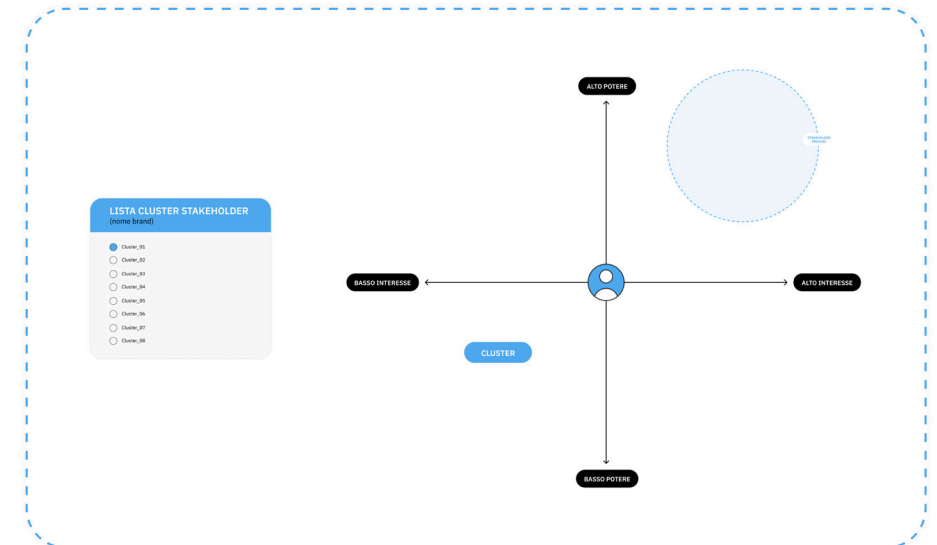 ALTO POTERE
STAKEHOLDER
LISTA CLUSTER STAKEHOLDER
(nome brand)
Cluster_01
Cluster_02
Cluster_03
Cluster_04
Cluster_05
Cluster_06
Cluster_07
Cluster_08
BASSO INTERESSE
ALTO INTERESSE
CLUSTER
BASSO POTERE